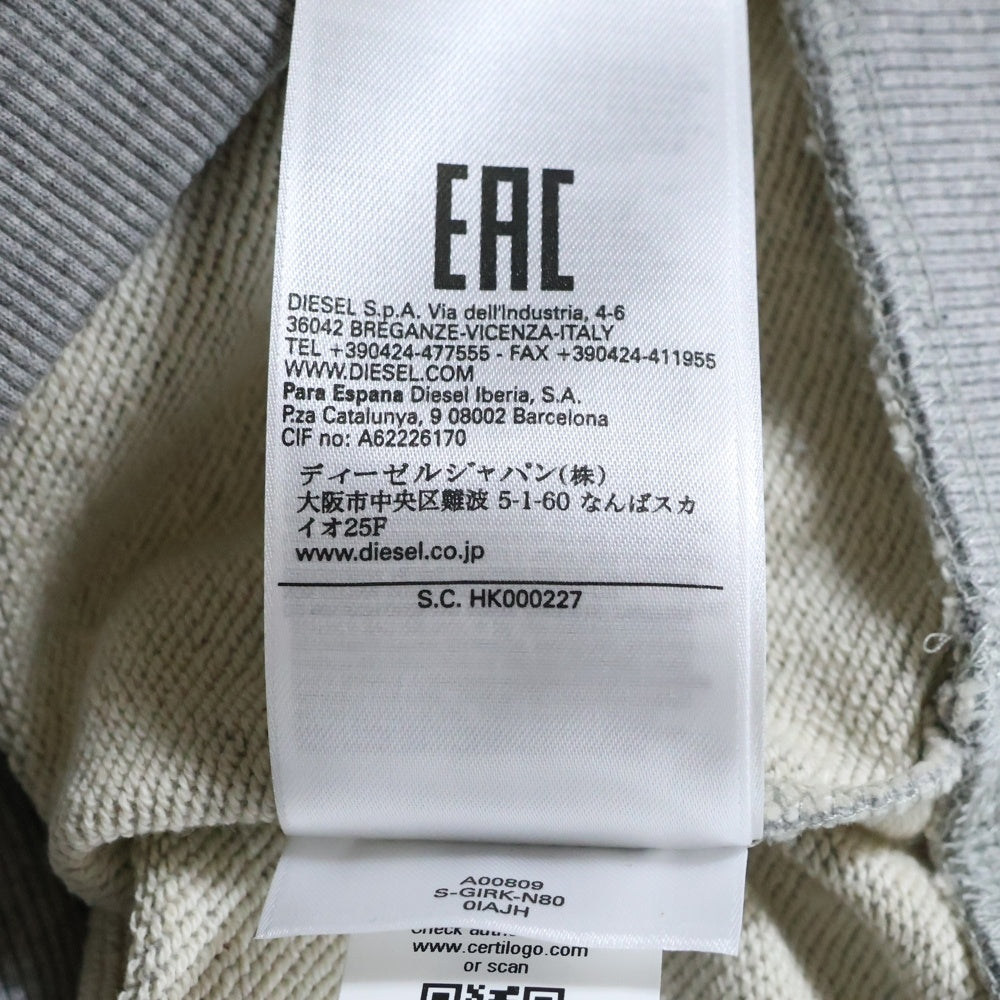 EAC
DIESEL S.p.A. Via dell'Industria, 4-6
36042 BREGANZE-VICENZA-ITALY
TEL +390424-477555 - FAX +390424-411955
WWW.DIESEL.COM
Para Espana Diesel Iberia, S.A.
P.za Catalunya, 9 08002 Barcelona
CIF no: A62226170
ディーゼルジャパン(株)
大阪市中央区難波 5-1-60 なんばスカ
イオ25F
www.diesel.co.jp
S.C. HK000227
A00809
S-GIRK-N80
0IAJH
www.certilogo.com
or scan